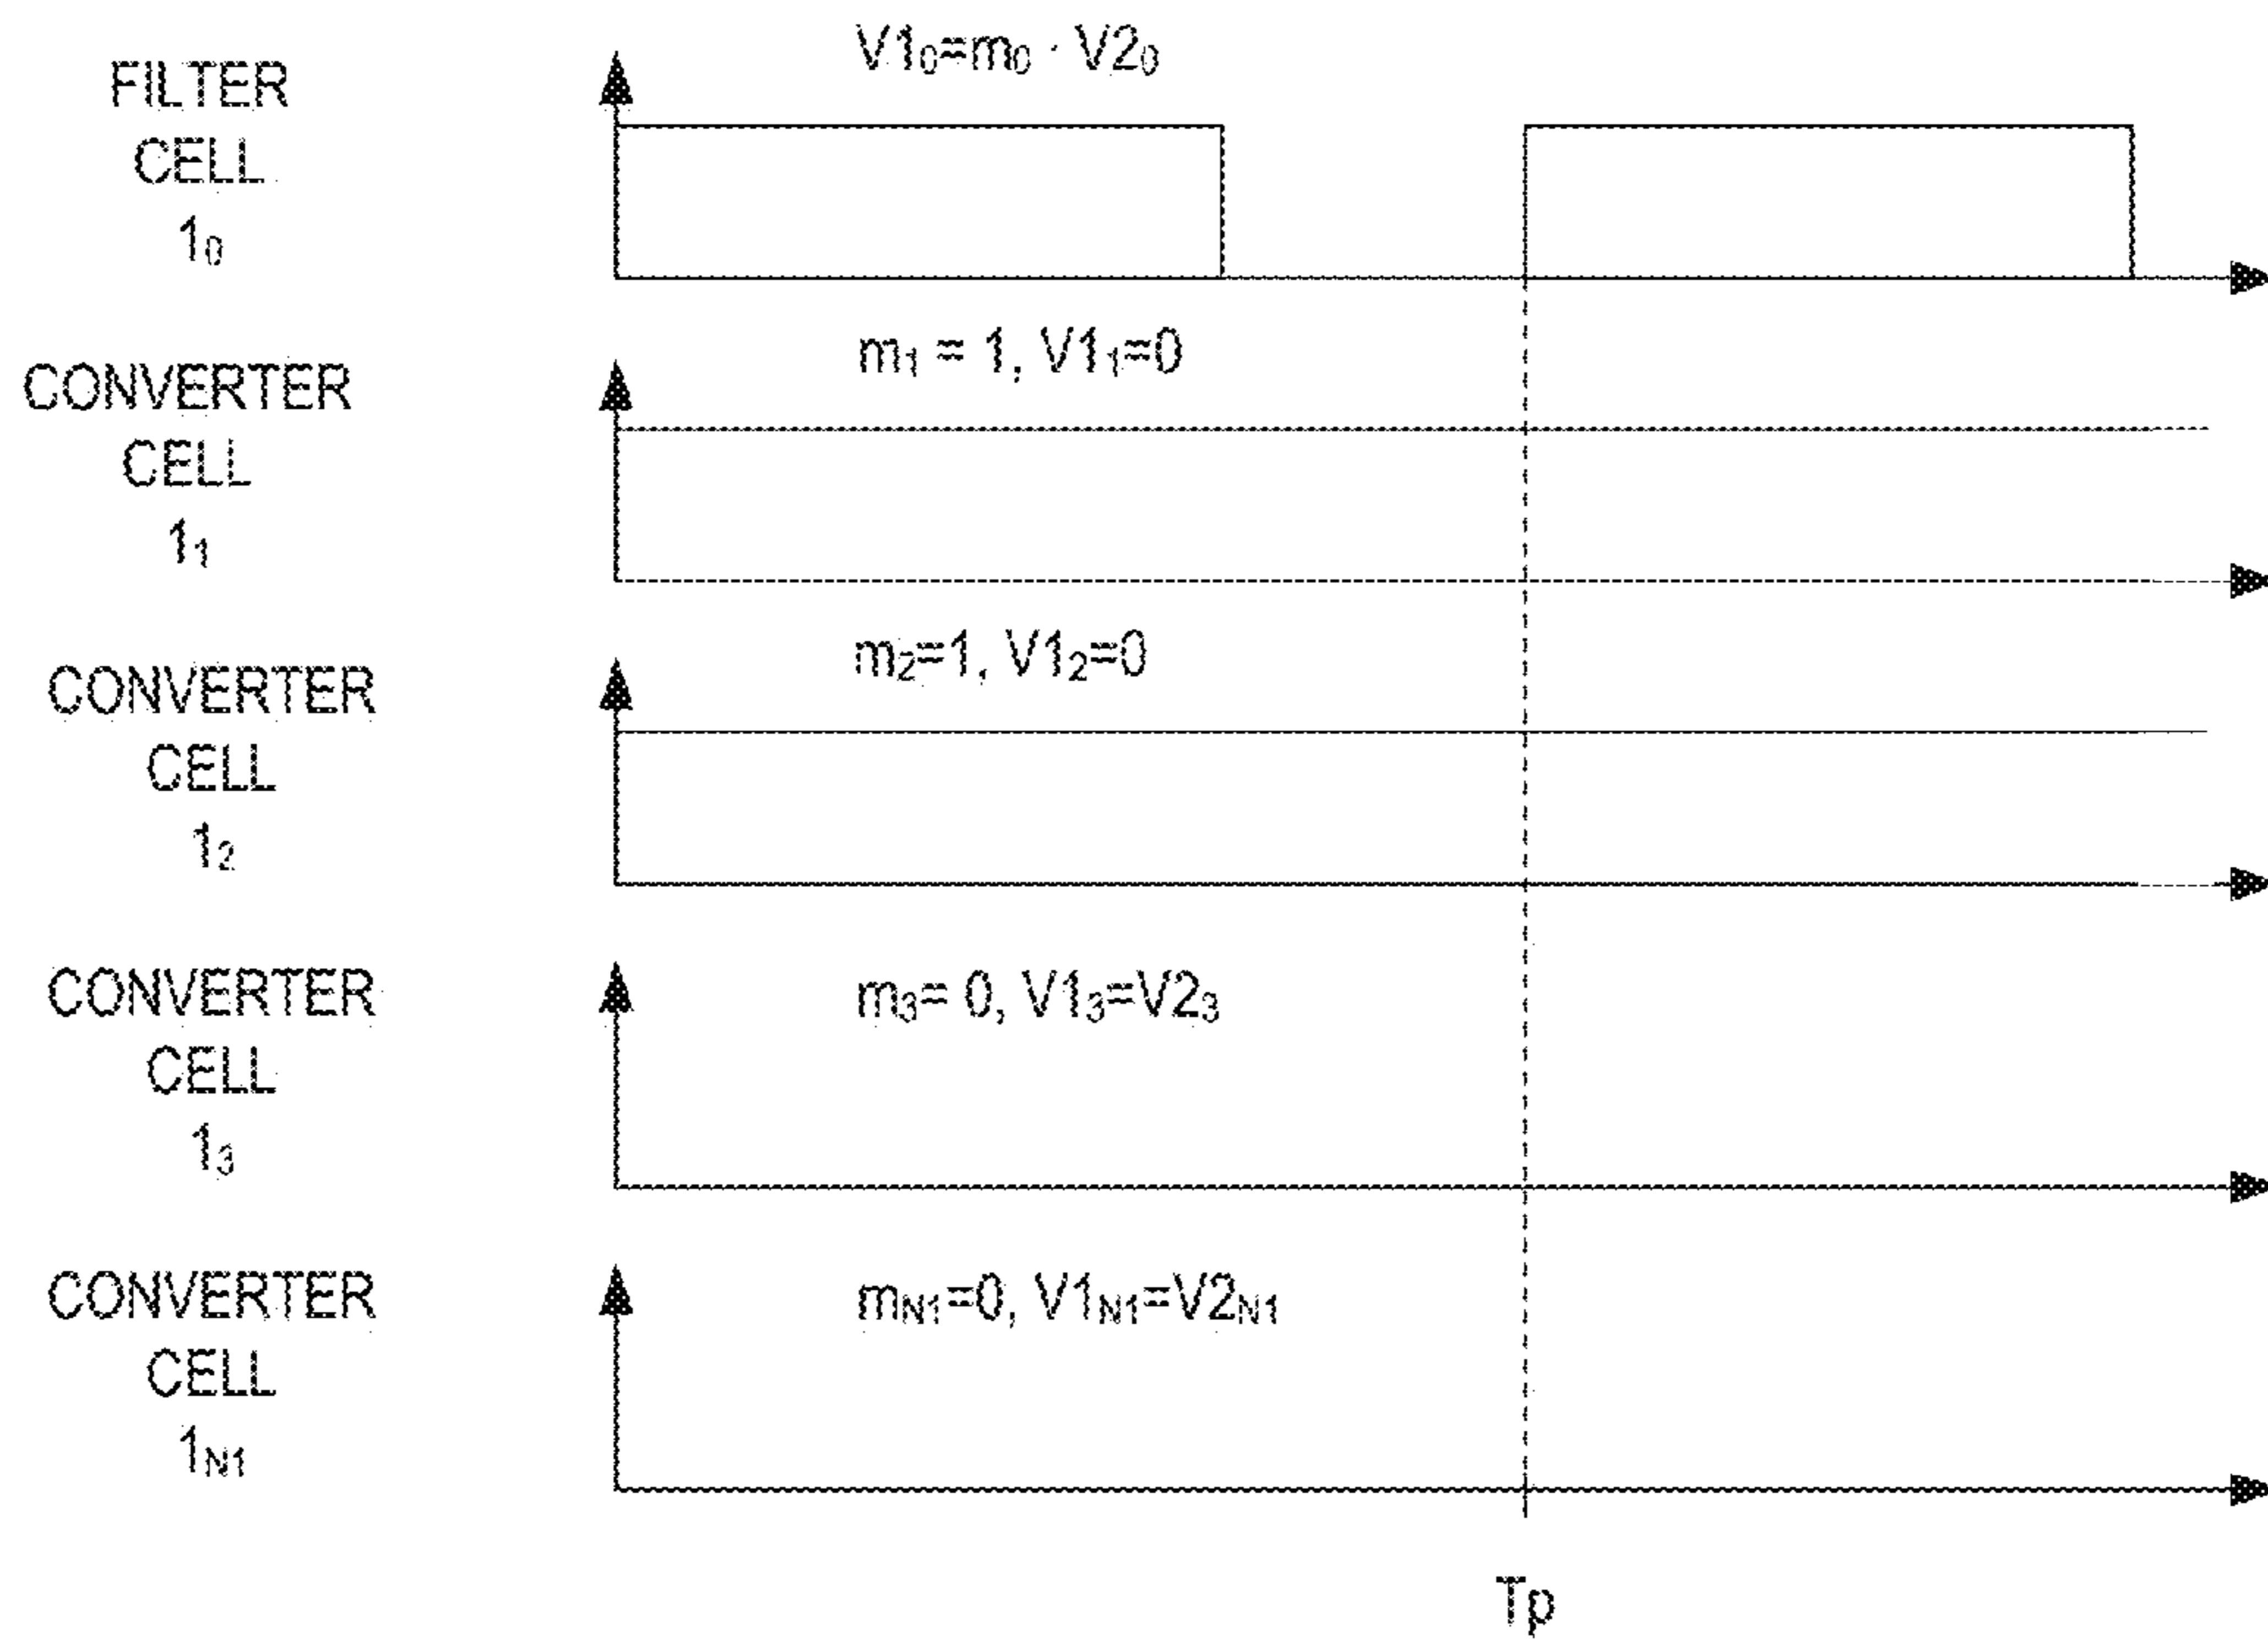 V1₀=m₀ · V2₀
FILTER
CELL
1₀
m₁ = 1, V1₁=0
CONVERTER
CELL
1₁
m₂=1, V1₂=0
CONVERTER
CELL
1₂
m₃= 0, V1₃=V2₃
CONVERTER
CELL
1₃
mN1=0, V1N1=V2N1
CONVERTER
CELL
1N1
Tp